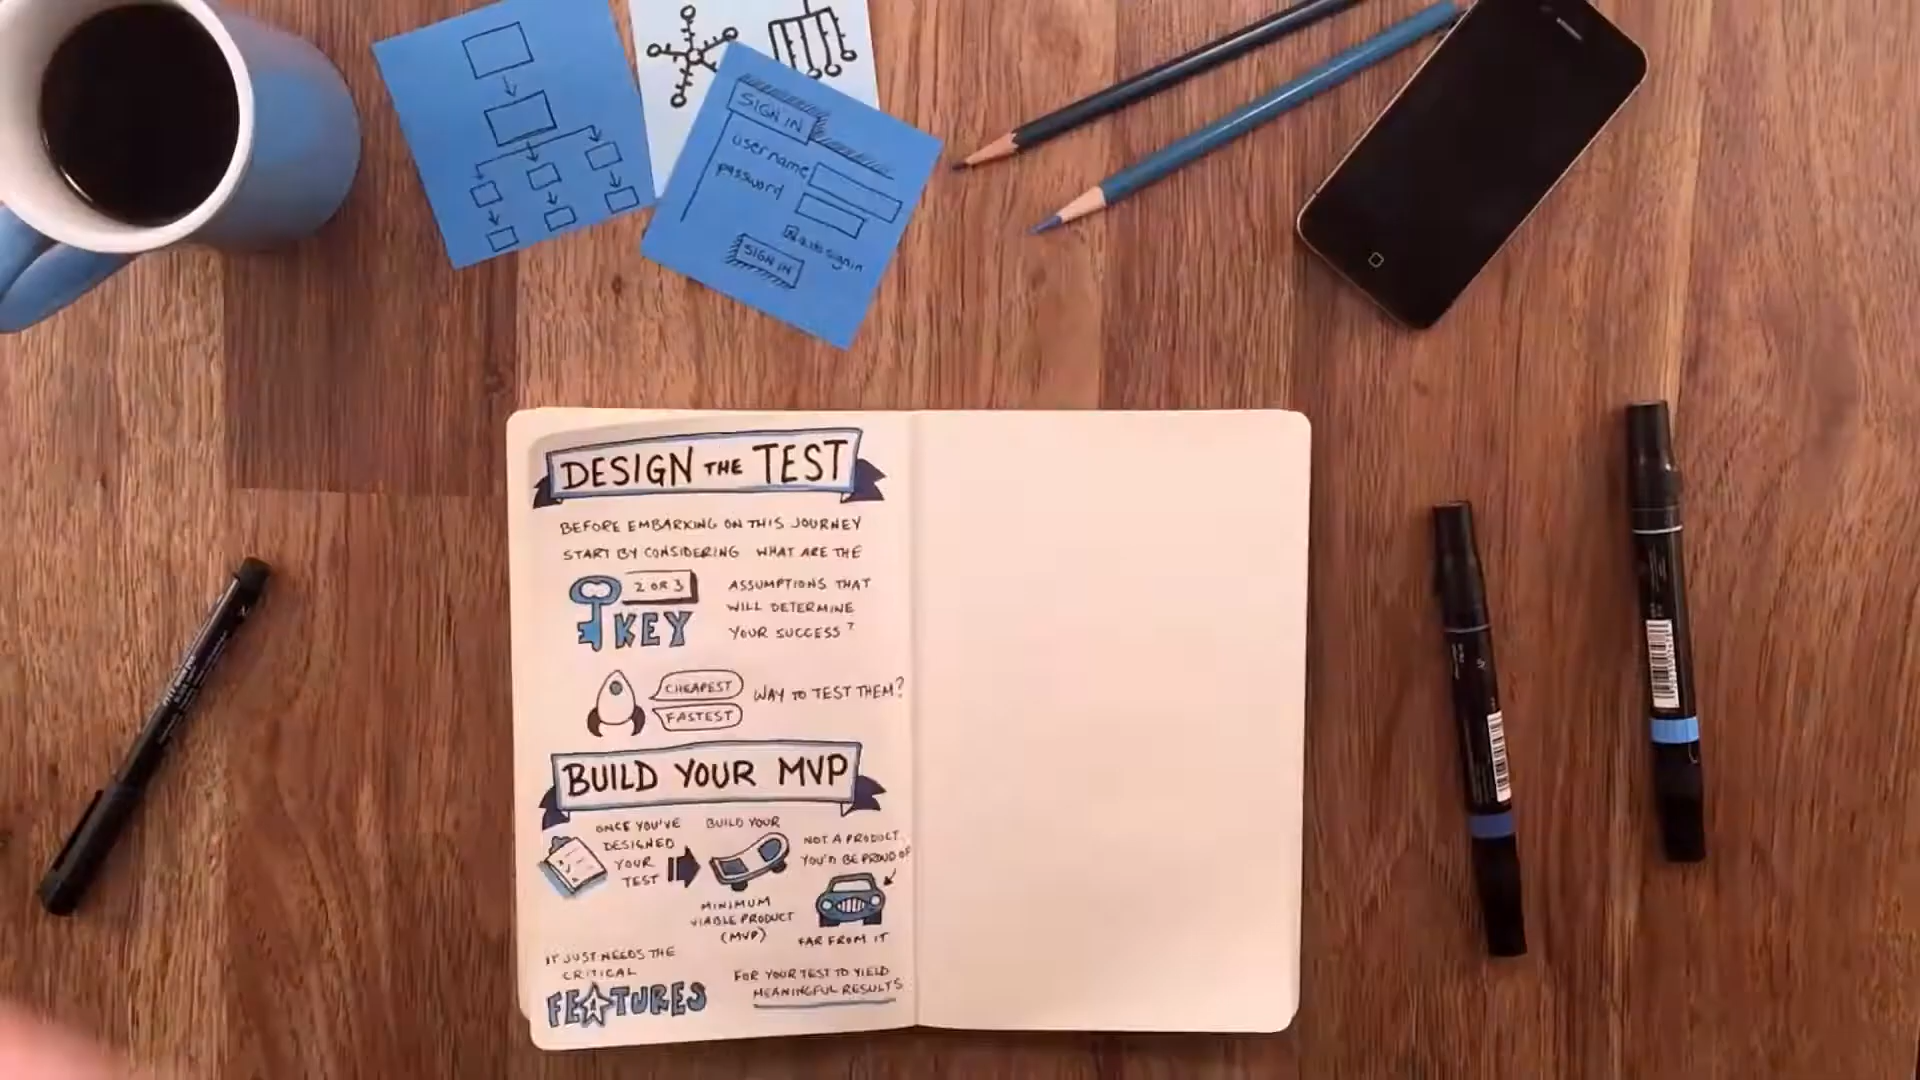 SIGN IN
username
password
auto signin
SIGN IN
DESIGN THE TEST
BEFORE EMBARKING ON THIS JOURNEY
START BY CONSIDERING WHAT ARE THE
2 OR 3
KEY
ASSUMPTIONS THAT
WILL DETERMINE
YOUR SUCCESS?
CHEAPEST
FASTEST
WAY TO TEST THEM?
BUILD YOUR MVP
ONCE YOU'VE
DESIGNED
YOUR
TEST
BUILD YOUR
MINIMUM
VIABLE PRODUCT
(MVP)
NOT A PRODUCT
YOU'D BE PROUD OF
FAR FROM IT
IT JUST NEEDS THE
CRITICAL
FEATURES
FOR YOUR TEST TO YIELD
MEANINGFUL RESULTS